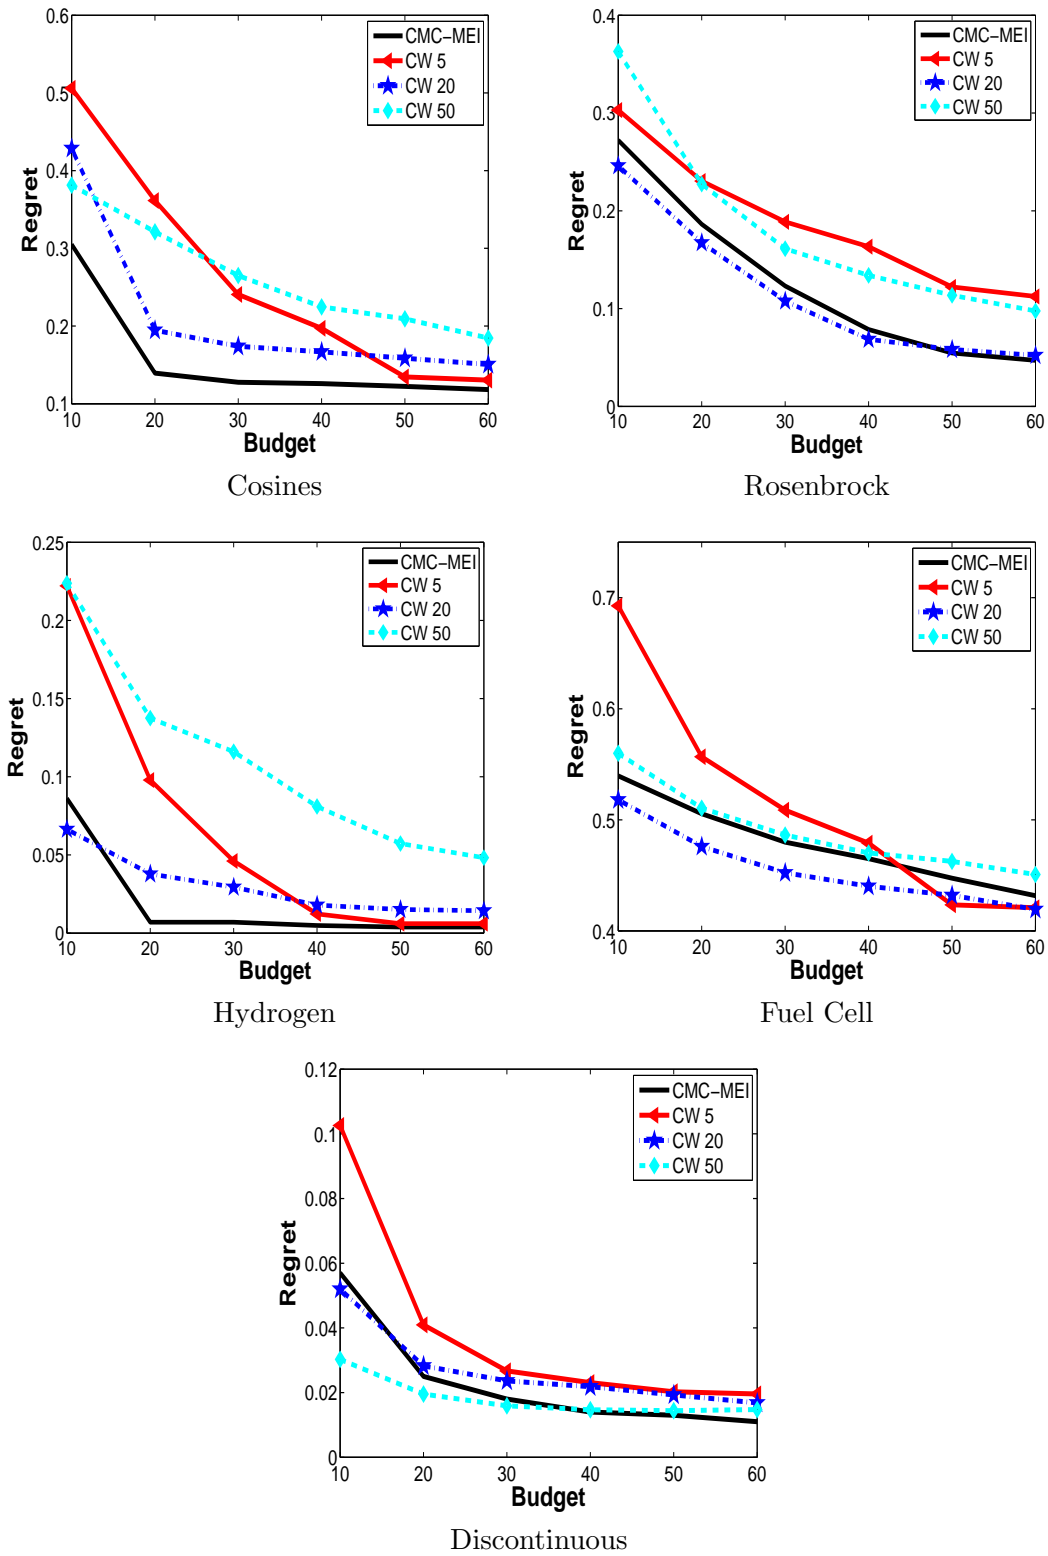 0.6
0.5
0.4
0.3
0.2
0.1
10 20 30 40 50 60
Regret
Budget
CMC-MEI
CW 5
CW 20
CW 50
Cosines
0.4
0.3
0.2
0.1
0
10 20 30 40 50 60
Regret
Budget
CMC-MEI
CW 5
CW 20
CW 50
Rosenbrock
0.25
0.2
0.15
0.1
0.05
0
10 20 30 40 50 60
Regret
Budget
CMC-MEI
CW 5
CW 20
CW 50
Hydrogen
0.7
0.6
0.5
0.4
10 20 30 40 50 60
Regret
Budget
CMC-MEI
CW 5
CW 20
CW 50
Fuel Cell
0.12
0.1
0.08
0.06
0.04
0.02
0
10 20 30 40 50 60
Regret
Budget
CMC-MEI
CW 5
CW 20
CW 50
Discontinuous